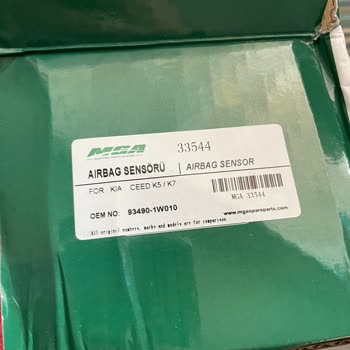 MGA 33544
AIRBAG SENSÖRÜ | AIRBAG SENSOR
FOR : KIA CEED K5 / K7
MGA 33544
OEM NO: 93490-1W010
www.mgaspareparts.com
All original numbers, marks and models are for comparison.